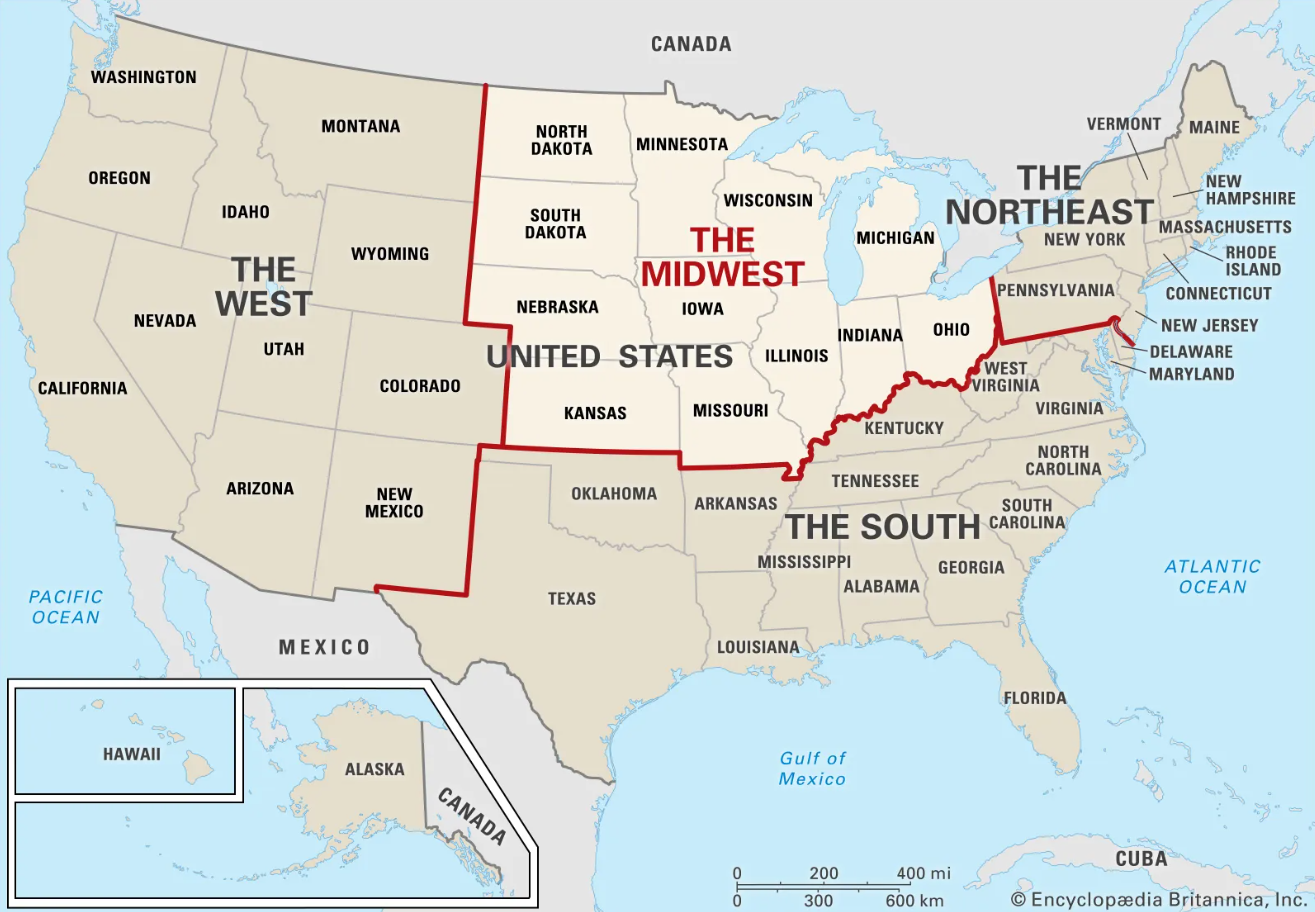 CANADA
WASHINGTON
MONTANA
NORTH
DAKOTA
MINNESOTA
VERMONT
MAINE
OREGON
IDAHO
SOUTH
DAKOTA
WISCONSIN
MICHIGAN
THE
NORTHEAST
NEW YORK
NEW
HAMPSHIRE
MASSACHUSETTS
RHODE
ISLAND
CONNECTICUT
WYOMING
THE
WEST
THE
MIDWEST
NEBRASKA
IOWA
PENNSYLVANIA
NEW JERSEY
NEVADA
UTAH
COLORADO
UNITED STATES
ILLINOIS
INDIANA
OHIO
DELAWARE
MARYLAND
WEST
VIRGINIA
VIRGINIA
CALIFORNIA
KANSAS
MISSOURI
KENTUCKY
NORTH
CAROLINA
ARIZONA
NEW
MEXICO
OKLAHOMA
ARKANSAS
TENNESSEE
SOUTH
CAROLINA
THE SOUTH
MISSISSIPPI
ALABAMA
GEORGIA
PACIFIC
OCEAN
ATLANTIC
OCEAN
TEXAS
LOUISIANA
MEXICO
FLORIDA
Gulf of
Mexico
HAWAII
ALASKA
CANADA
CUBA
0 200 400 mi
0 300 600 km
© Encyclopædia Britannica, Inc.